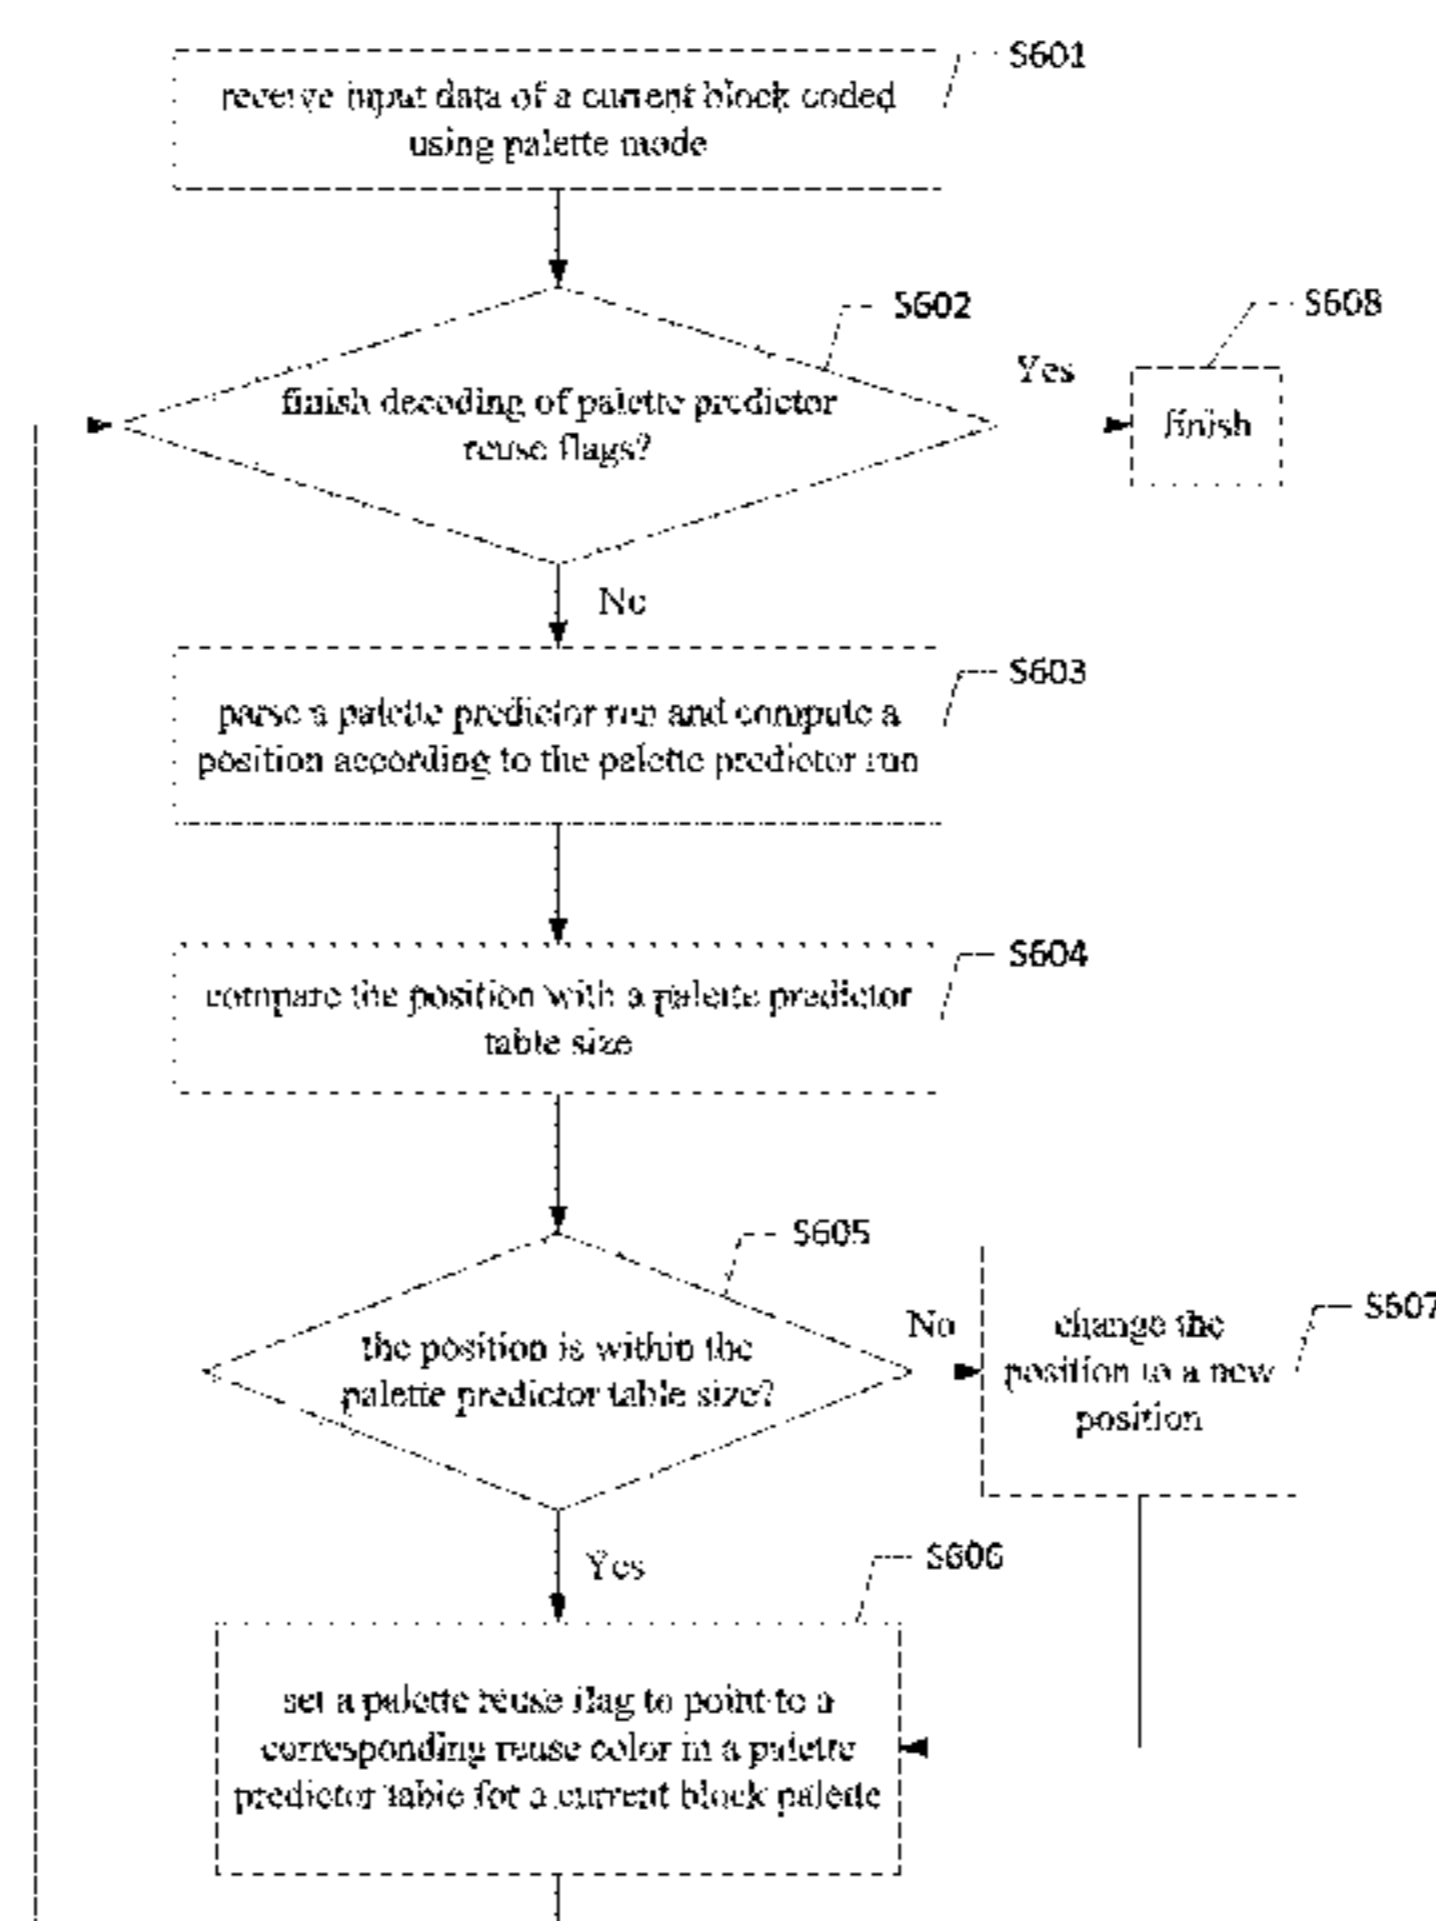 S601
receive input data of a current block coded
using palette mode
S602
S608
Yes
finish decoding of palette predictor
reuse flags?
finish
No
S603
parse a palette predictor run and compute a
position according to the palette predictor run
S604
compare the position with a palette predictor
table size
S605
S607
No
change the
position to a new
position
the position is within the
palette predictor table size?
Yes
S606
set a palette reuse flag to point to a
corresponding reuse color in a palette
predictor table for a current block palette